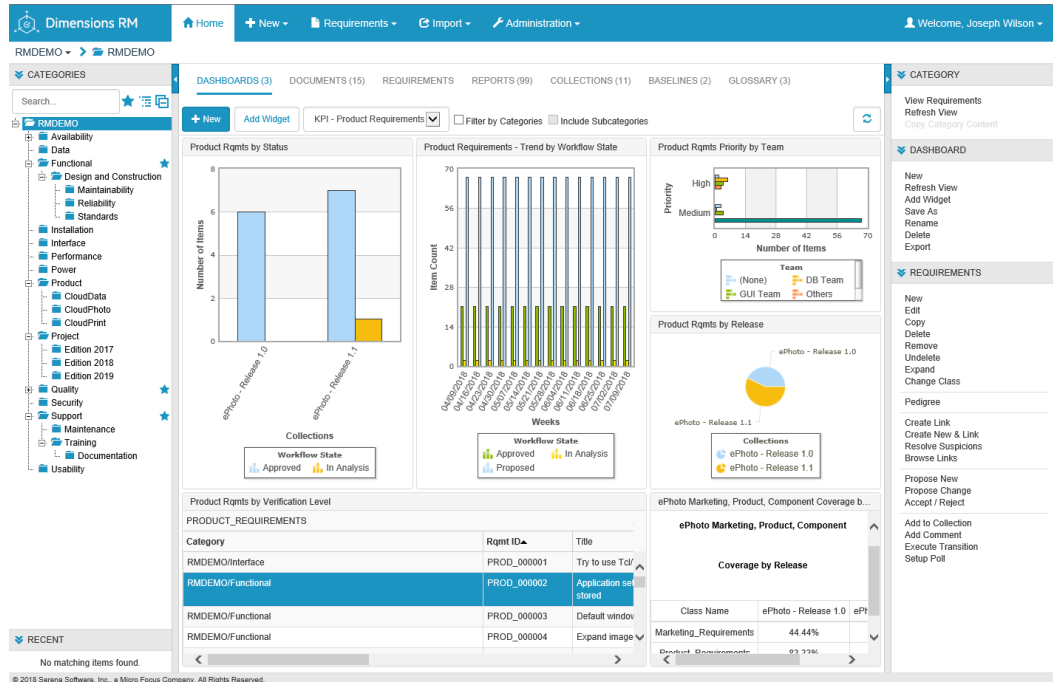 Dimensions RM
Home
New
Requirements
Import
Administration
Welcome, Joseph Wilson
RMDEMO
RMDEMO
CATEGORIES
Search...
RMDEMO
Availability
Data
Functional
Design and Construction
Maintainability
Reliability
Standards
Installation
Interface
Performance
Power
Product
CloudData
CloudPhoto
CloudPrint
Project
Edition 2017
Edition 2018
Edition 2019
Quality
Security
Support
Maintenance
Training
Documentation
Usability
RECENT
No matching items found.
DASHBOARDS (3)
DOCUMENTS (15)
REQUIREMENTS
REPORTS (99)
COLLECTIONS (11)
BASELINES (2)
GLOSSARY (3)
New
Add Widget
KPI - Product Requirements
Filter by Categories
Include Subcategories
Product Rqmts by Status
8
6
4
2
0
Number of Items
ePhoto - Release 1.0
ePhoto - Release 1.1
Collections
Workflow State
Approved
In Analysis
Product Requirements - Trend by Workflow State
70
56
42
28
14
0
Item Count
04/09/2018
04/16/2018
04/23/2018
04/30/2018
05/07/2018
05/14/2018
05/21/2018
05/28/2018
06/04/2018
06/11/2018
06/18/2018
06/25/2018
07/02/2018
07/09/2018
Weeks
Workflow State
Approved
In Analysis
Proposed
Product Rqmts Priority by Team
Priority
High
Medium
0 14 28 42 56 70
Number of Items
Team
(None)
DB Team
GUI Team
Others
Product Rqmts by Release
ePhoto - Release 1.0
ePhoto - Release 1.1
Collections
ePhoto - Release 1.0
ePhoto - Release 1.1
Product Rqmts by Verification Level
PRODUCT_REQUIREMENTS
Category Rqmt ID Title
RMDEMO/Interface PROD_000001 Try to use Tcl/
RMDEMO/Functional PROD_000002 Application set
stored
RMDEMO/Functional PROD_000003 Default window
RMDEMO/Functional PROD_000004 Expand image
ePhoto Marketing, Product, Component Coverage b...
ePhoto Marketing, Product, Component
Coverage by Release
Class Name ePhoto - Release 1.0 ePh
Marketing_Requirements 44.44%
Product_Requirements
CATEGORY
View Requirements
Refresh View
Copy Category Content
DASHBOARD
New
Refresh View
Add Widget
Save As
Rename
Delete
Export
REQUIREMENTS
New
Edit
Copy
Delete
Remove
Undelete
Expand
Change Class
Pedigree
Create Link
Create New & Link
Resolve Suspicions
Browse Links
Propose New
Propose Change
Accept / Reject
Add to Collection
Add Comment
Execute Transition
Setup Poll
© 2018 Serena Software, Inc., a Micro Focus Company. All Rights Reserved.